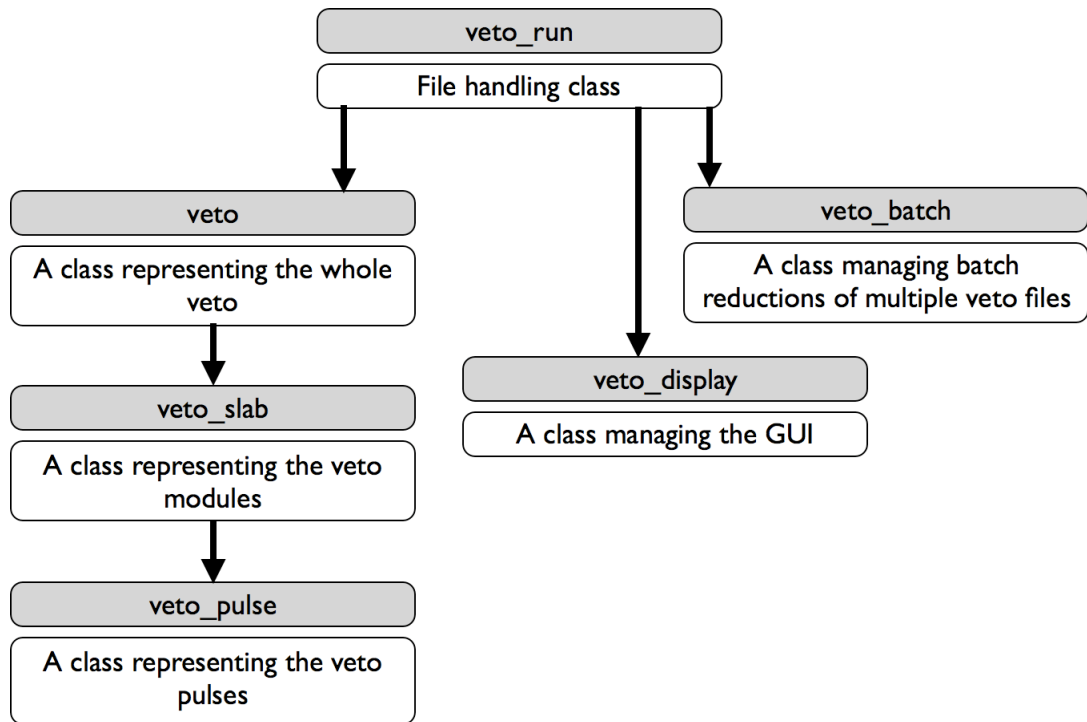 veto_run
File handling class
veto
A class representing the whole
veto
veto_batch
A class managing batch
reductions of multiple veto files
veto_slab
A class representing the veto
modules
veto_display
A class managing the GUI
veto_pulse
A class representing the veto
pulses